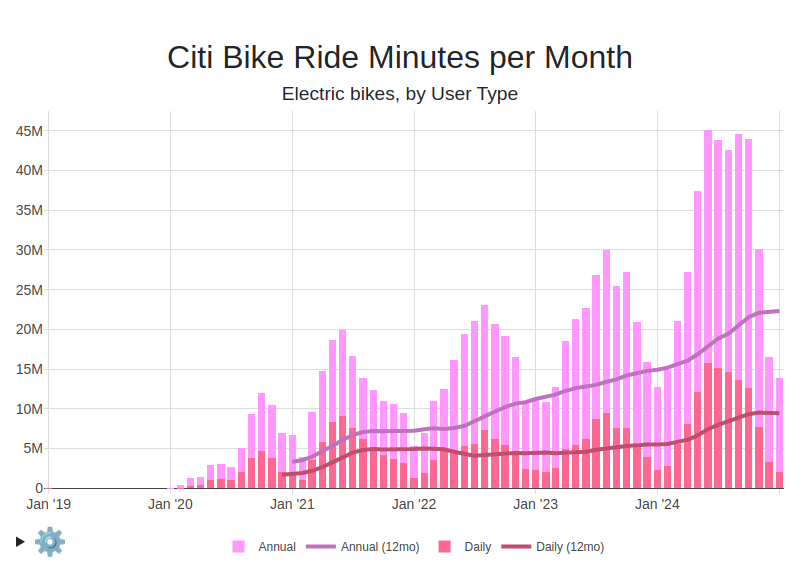 Citi Bike Ride Minutes per Month
Electric bikes, by User Type
45M
40M
35M
30M
25M
20M
15M
10M
5M
0
Jan '19 Jan '20 Jan '21 Jan '22 Jan '23 Jan '24
Annual Annual (12mo) Daily Daily (12mo)